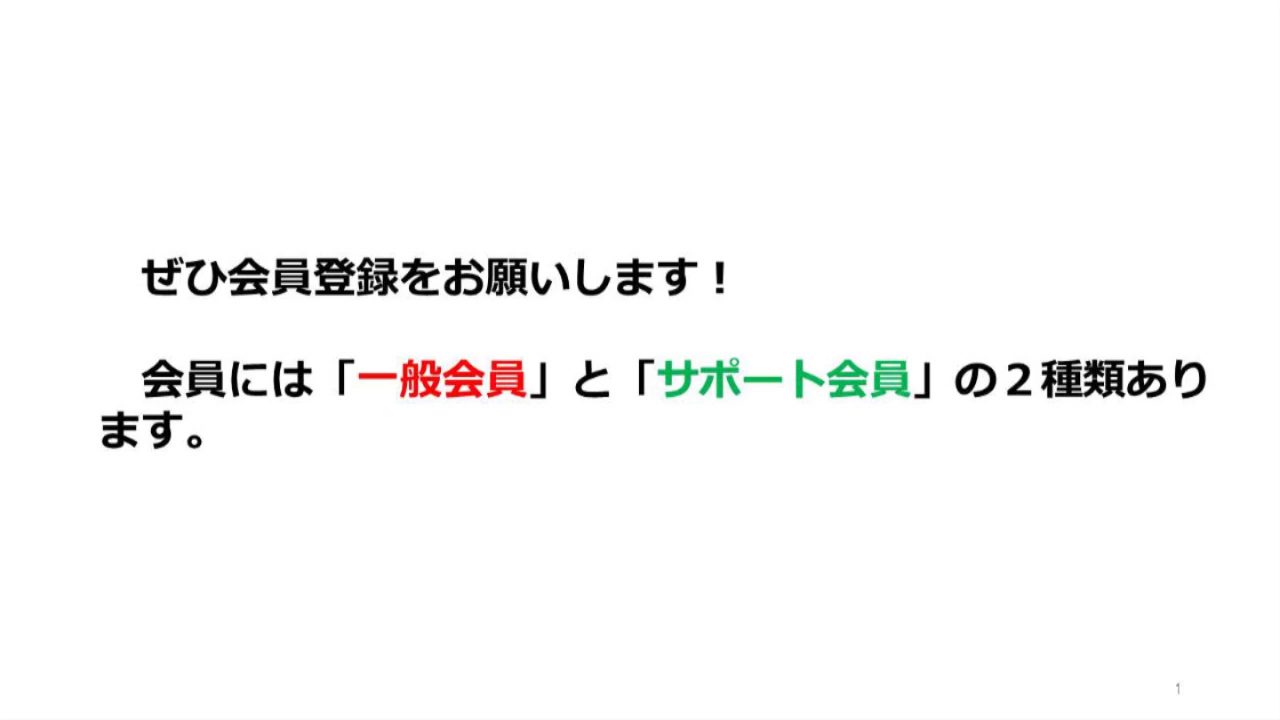 ぜひ会員登録をお願いします！
会員には「一般会員」と「サポート会員」の２種類あり
ます。
1